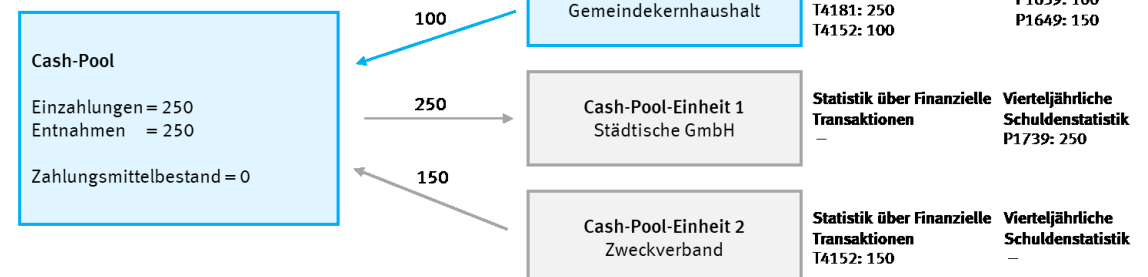 Cash-Pool
Einzahlungen = 250
Entnahmen = 250
Zahlungsmittelbestand = 0
100
250
150
Gemeindekernhaushalt
T4181: 250
T4152: 100
P1649: 150
Cash-Pool-Einheit 1
Städtische GmbH
Statistik über Finanzielle
Transaktionen
–
Vierteljährliche
Schuldenstatistik
P1739: 250
Cash-Pool-Einheit 2
Zweckverband
Statistik über Finanzielle
Transaktionen
T4152: 150
Vierteljährliche
Schuldenstatistik
–